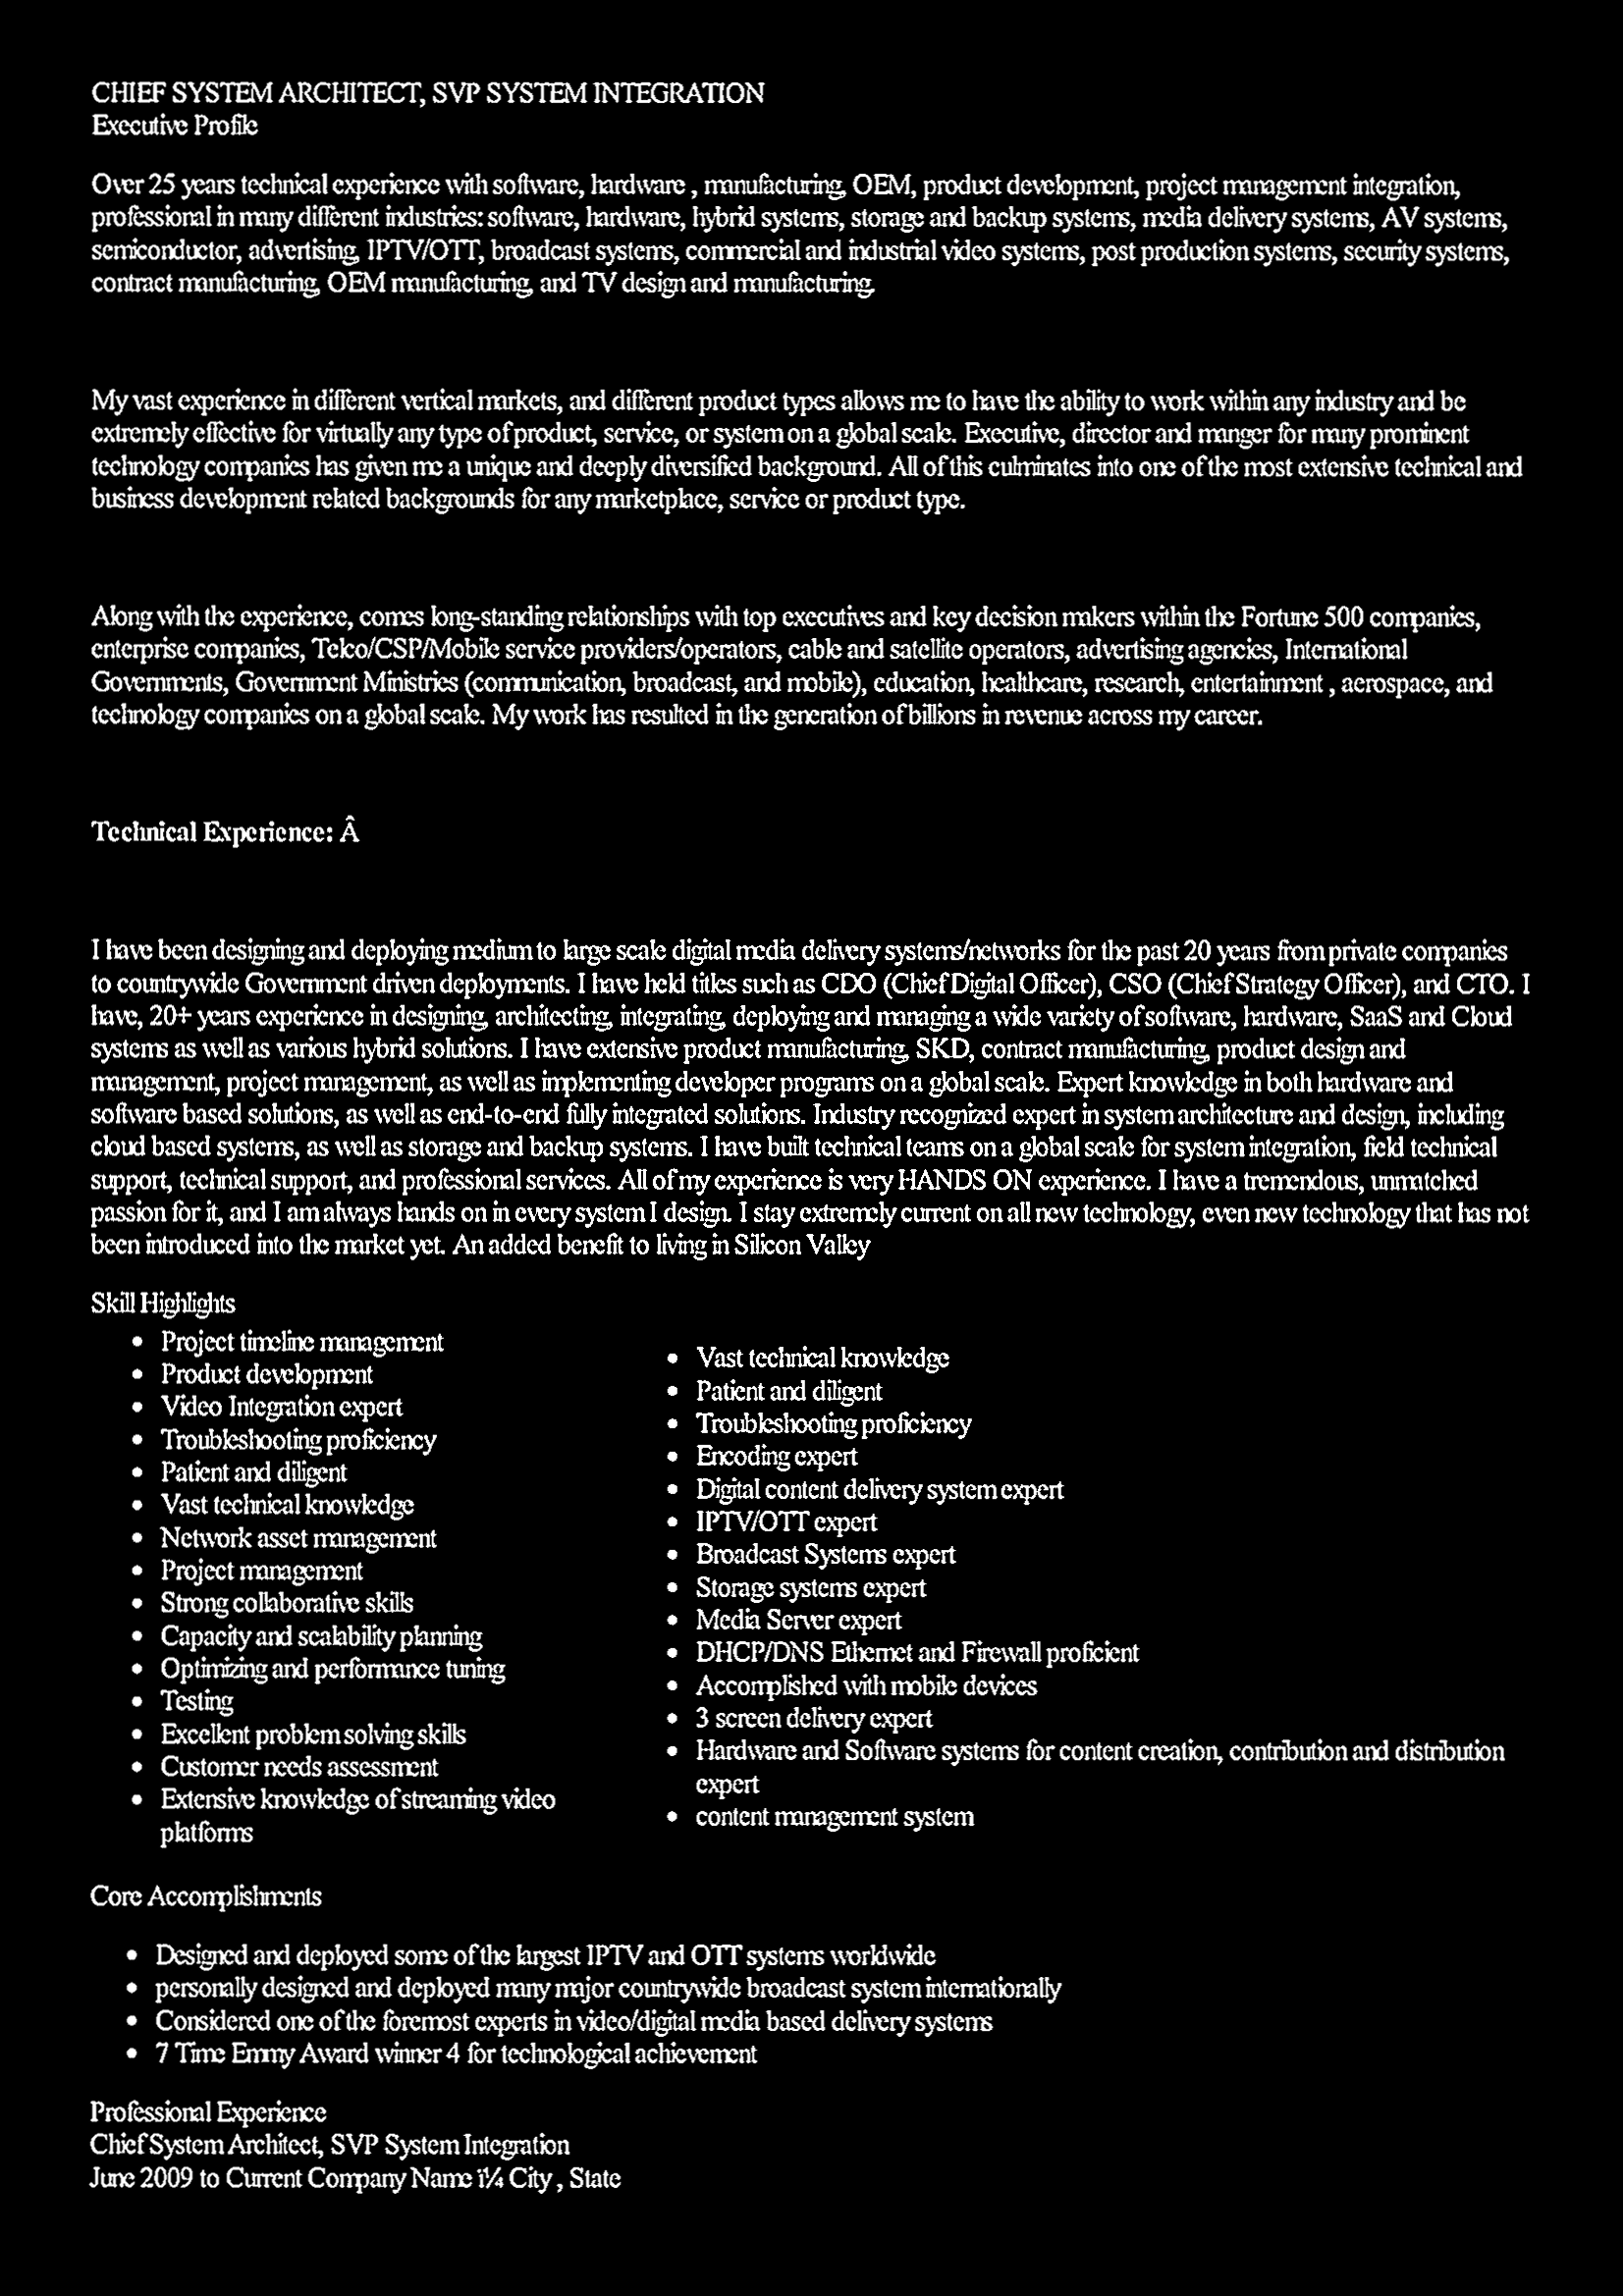 CHIEF SYSTEM ARCHITECT, SVP SYSTEM INTEGRATION
Executive Profile
Over 25 years technical experience with software, hardware , manufacturing, OEM, product development, project management integration,
professional in many different industries: software, hardware, hybrid systems, storage and backup systems, media delivery systems, AV systems,
semiconductor, advertising, IPTV/OTT, broadcast systems, commercial and industrial video systems, post production systems, security systems,
contract manufacturing, OEM manufacturing, and TV design and manufacturing.
My vast experience in different vertical markets, and different product types allows me to have the ability to work within any industry and be
extremely effective for virtually any type of product, service, or system on a global scale. Executive, director and manger for many prominent
technology companies has given me a unique and deeply diversified background. All of this culminates into one of the most extensive technical and
business development related backgrounds for any marketplace, service or product type.
Along with the experience, comes long-standing relationships with top executives and key decision makers within the Fortune 500 companies,
enterprise companies, Telco/CSP/Mobile service providers/operators, cable and satellite operators, advertising agencies, International
Governments, Government Ministries (communication, broadcast, and mobile), education, healthcare, research, entertainment , aerospace, and
technology companies on a global scale. My work has resulted in the generation of billions in revenue across my career.
Technical Experience: Â
I have been designing and deploying medium to large scale digital media delivery systems/networks for the past 20 years from private companies
to countrywide Government driven deployments. I have held titles such as CDO (Chief Digital Officer), CSO (Chief Strategy Officer), and CTO. I
have, 20+ years experience in designing, architecting, integrating, deploying and managing a wide variety of software, hardware, SaaS and Cloud
systems as well as various hybrid solutions. I have extensive product manufacturing, SKD, contract manufacturing, product design and
management, project management, as well as implementing developer programs on a global scale. Expert knowledge in both hardware and
software based solutions, as well as end-to-end fully integrated solutions. Industry recognized expert in system architecture and design, including
cloud based systems, as well as storage and backup systems. I have built technical teams on a global scale for system integration, field technical
support, technical support, and professional services. All of my experience is very HANDS ON experience. I have a tremendous, unmatched
passion for it, and I am always hands on in every system I design. I stay extremely current on all new technology, even new technology that has not
been introduced into the market yet. An added benefit to living in Silicon Valley
Skill Highlights
Project timeline management
Product development
Video Integration expert
Troubleshooting proficiency
Patient and diligent
Vast technical knowledge
Network asset management
Project management
Strong collaborative skills
Capacity and scalability planning
Optimizing and performance tuning
Testing
Excellent problem solving skills
Customer needs assessment
Extensive knowledge of streaming video
platforms
Vast technical knowledge
Patient and diligent
Troubleshooting proficiency
Encoding expert
Digital content delivery system expert
IPTV/OTT expert
Broadcast Systems expert
Storage systems expert
Media Server expert
DHCP/DNS Ethernet and Firewall proficient
Accomplished with mobile devices
3 screen delivery expert
Hardware and Software systems for content creation, contribution and distribution
expert
content management system
Core Accomplishments
Designed and deployed some of the largest IPTV and OTT systems worldwide
personally designed and deployed many major countrywide broadcast system internationally
Considered one of the foremost experts in video/digital media based delivery systems
7 Time Emmy Award winner 4 for technological achievement
Professional Experience
Chief System Architect, SVP System Integration
June 2009 to Current Company Name ï¼ City , State